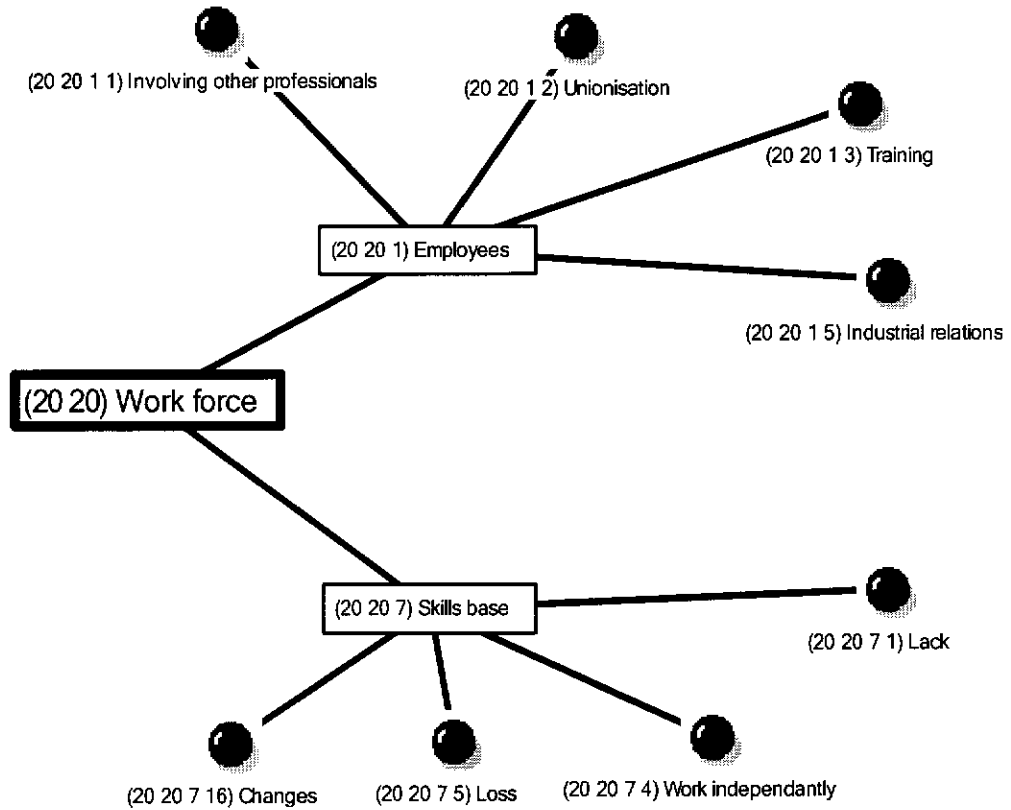 (20 20 1 1) Involving other professionals
(20 20 1 2) Unionisation
(20 20 1 3) Training
(20 20 1) Employees
(20 20 1 5) Industrial relations
(20 20) Work force
(20 20 7) Skills base
(20 20 7 1) Lack
(20 20 7 16) Changes
(20 20 7 5) Loss
(20 20 7 4) Work independantly